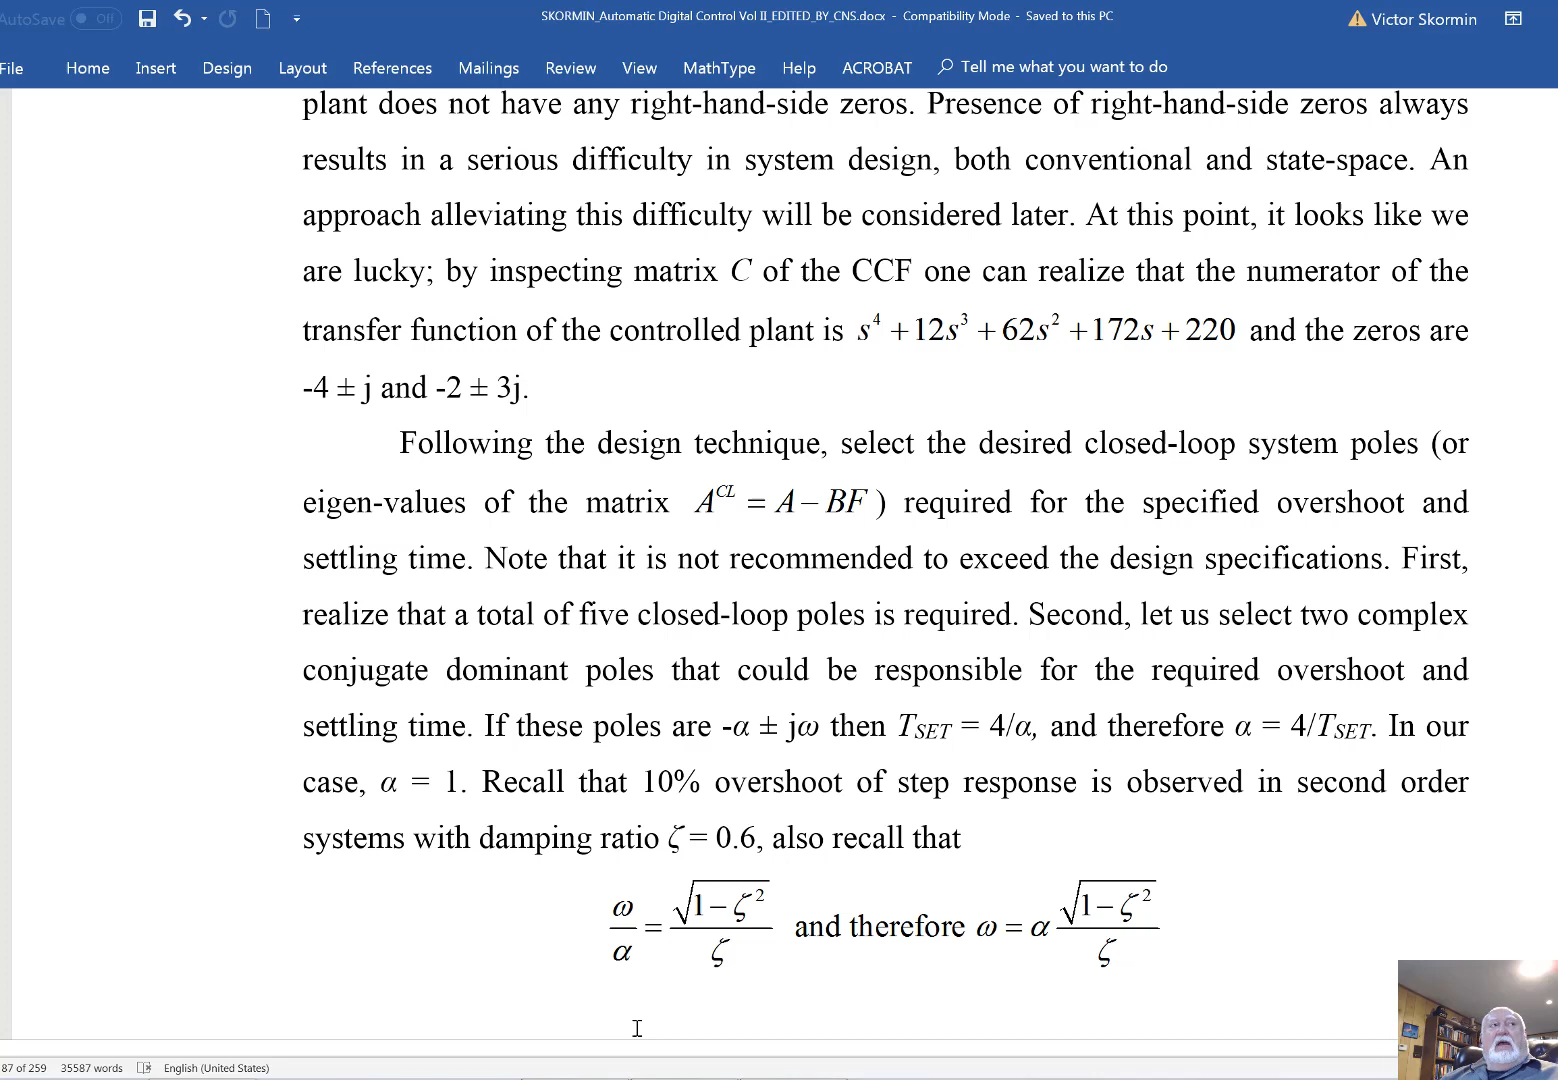 AutoSave Off
SKORMIN_Automatic Digital Control Vol II_EDITED_BY_CNS.docx - Compatibility Mode - Saved to this PC
Victor Skormin
File Home Insert Design Layout References Mailings Review View MathType Help ACROBAT Tell me what you want to do
plant does not have any right-hand-side zeros. Presence of right-hand-side zeros always
results in a serious difficulty in system design, both conventional and state-space. An
approach alleviating this difficulty will be considered later. At this point, it looks like we
are lucky; by inspecting matrix C of the CCF one can realize that the numerator of the
transfer function of the controlled plant is s⁴ +12s³ +62s² +172s+220 and the zeros are
-4 ± j and -2 ± 3j.
Following the design technique, select the desired closed-loop system poles (or
eigen-values of the matrix A^CL = A− BF ) required for the specified overshoot and
settling time. Note that it is not recommended to exceed the design specifications. First,
realize that a total of five closed-loop poles is required. Second, let us select two complex
conjugate dominant poles that could be responsible for the required overshoot and
settling time. If these poles are -α ± jω then T_SET = 4/α, and therefore α = 4/T_SET. In our
case, α = 1. Recall that 10% overshoot of step response is observed in second order
systems with damping ratio ζ = 0.6, also recall that
ω/α = √(1−ζ²)/ζ and therefore ω = α √(1−ζ²)/ζ
87 of 259 35587 words English (United States)